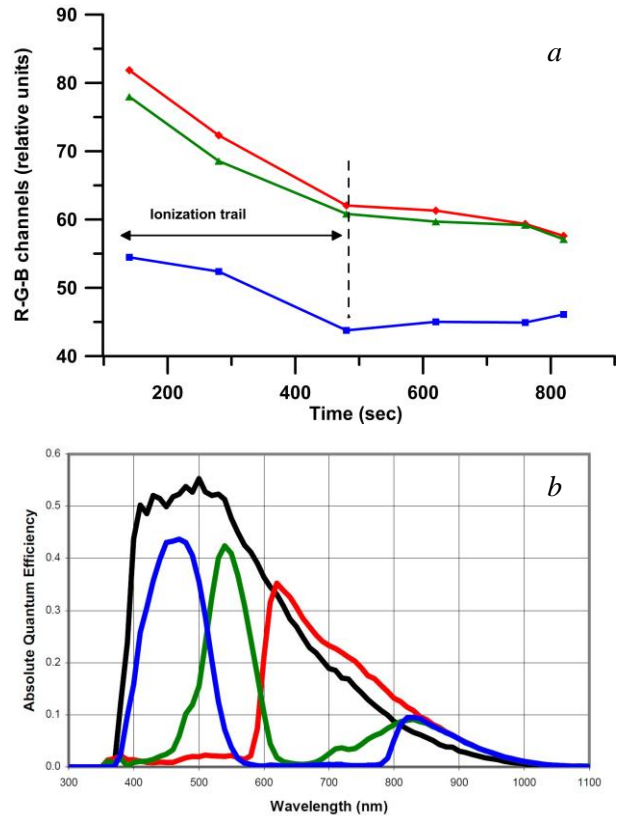 a
R-G-B channels (relative units)
90
80
70
60
50
40
Ionization trail
200 400 600 800
Time (sec)
b
Absolute Quantum Efficiency
0.6
0.5
0.4
0.3
0.2
0.1
0.0
300 400 500 600 700 800 900 1000 1100
Wavelength (nm)